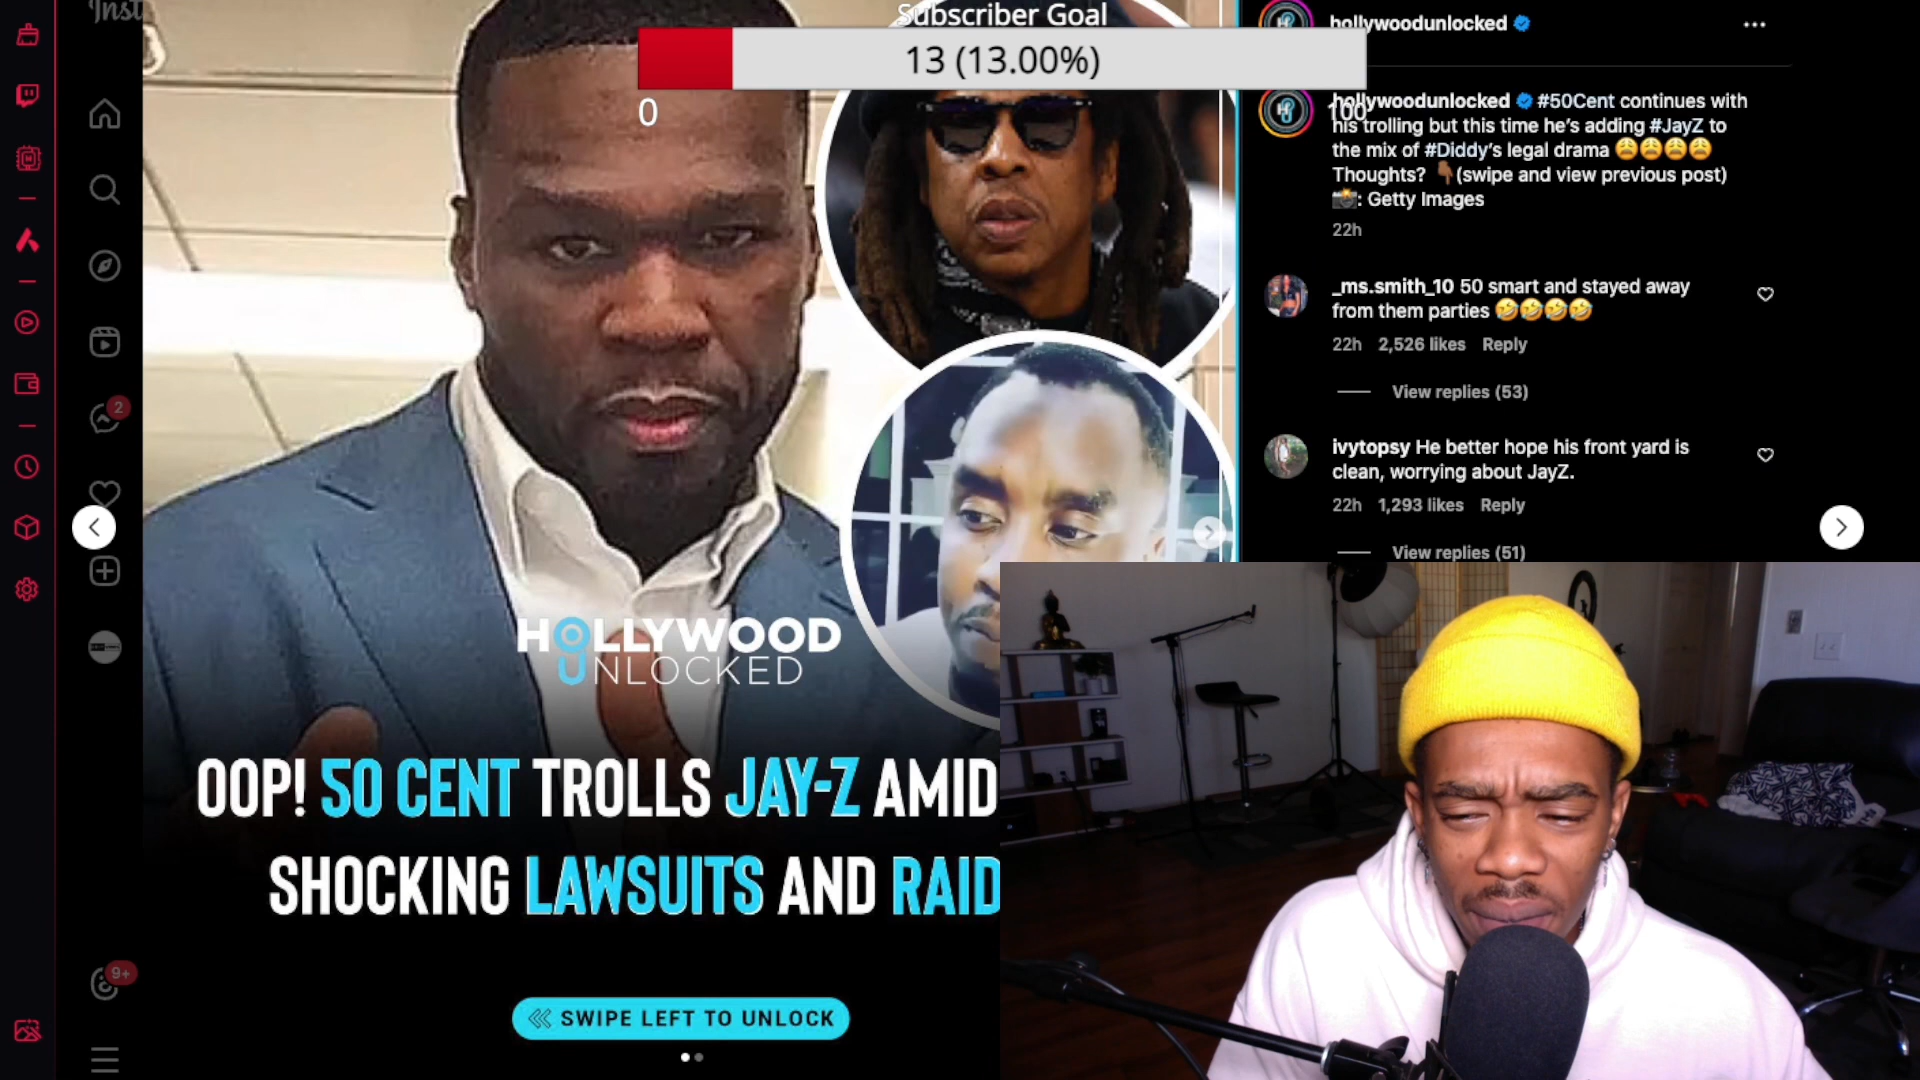 Inst
Subscriber Goal
13 (13.00%)
0
100
hollywoodunlocked
hollywoodunlocked #50Cent continues with
his trolling but this time he's adding #JayZ to
the mix of #Diddy's legal drama 😩😩😩😩
Thoughts? 👇🏾(swipe and view previous post)
📸: Getty Images
22h
_ms.smith_10 50 smart and stayed away
from them parties 🤣🤣🤣🤣
22h 2,526 likes Reply
View replies (53)
ivytopsy He better hope his front yard is
clean, worrying about JayZ.
22h 1,293 likes Reply
View replies (51)
2
9+
HOLLYWOOD
UNLOCKED
OOP! 50 CENT TROLLS JAY-Z AMID
SHOCKING LAWSUITS AND RAID
SWIPE LEFT TO UNLOCK